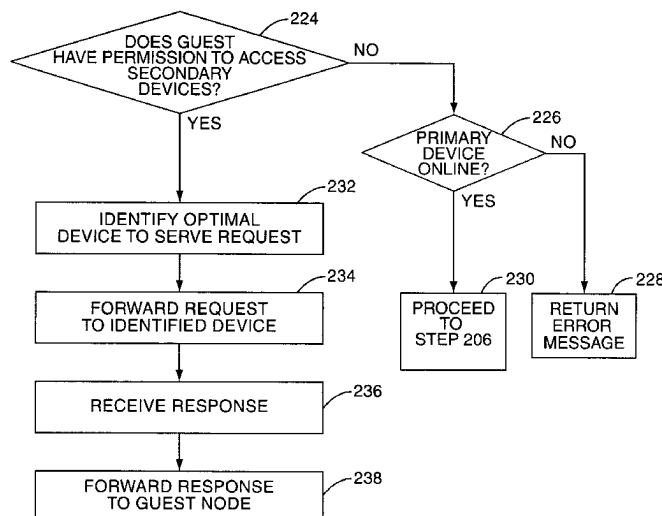 224
DOES GUEST
HAVE PERMISSION TO ACCESS
SECONDARY
DEVICES?
NO
YES
226
PRIMARY
DEVICE
ONLINE?
NO
YES
232
IDENTIFY OPTIMAL
DEVICE TO SERVE REQUEST
234
FORWARD REQUEST
TO IDENTIFIED DEVICE
230
PROCEED
TO
STEP 206
228
RETURN
ERROR
MESSAGE
236
RECEIVE RESPONSE
238
FORWARD RESPONSE
TO GUEST NODE